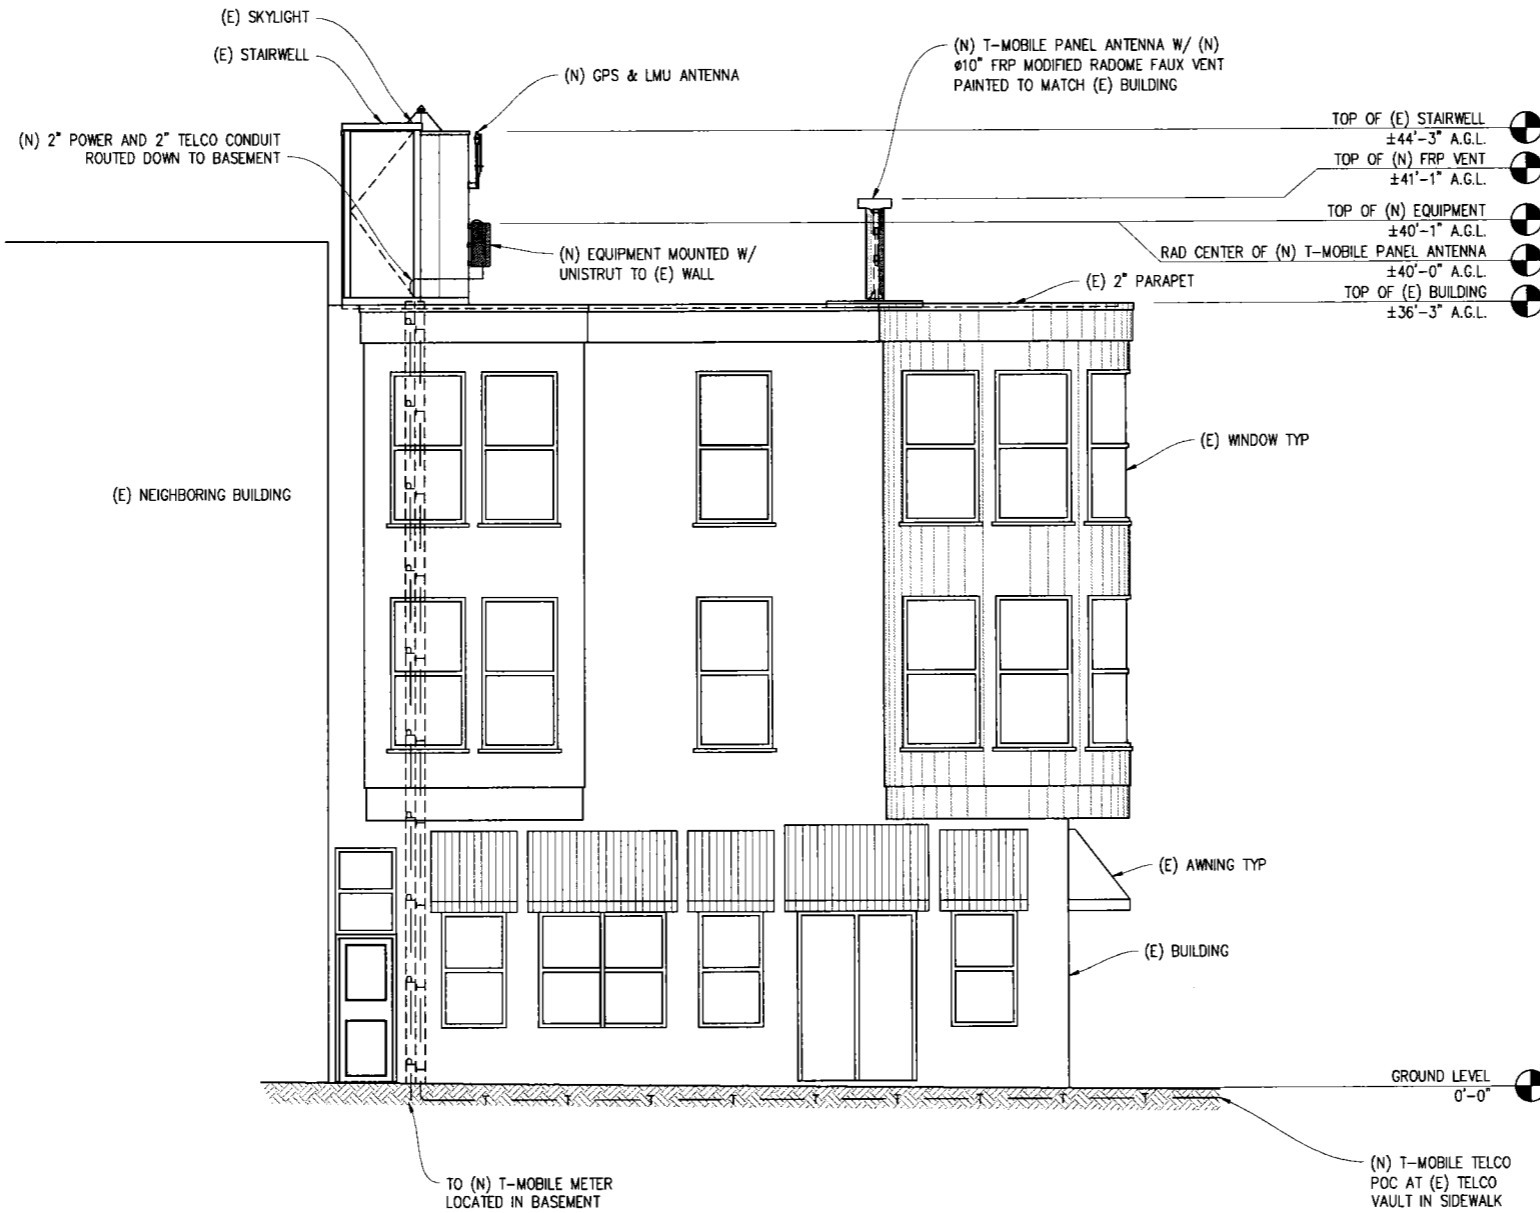 (E) SKYLIGHT
(E) STAIRWELL
(N) GPS & LMU ANTENNA
(N) T-MOBILE PANEL ANTENNA W/ (N)
ø10" FRP MODIFIED RADOME FAUX VENT
PAINTED TO MATCH (E) BUILDING
(N) 2" POWER AND 2" TELCO CONDUIT
ROUTED DOWN TO BASEMENT
TOP OF (E) STAIRWELL
±44'-3" A.G.L.
TOP OF (N) FRP VENT
±41'-1" A.G.L.
TOP OF (N) EQUIPMENT
±40'-1" A.G.L.
RAD CENTER OF (N) T-MOBILE PANEL ANTENNA
±40'-0" A.G.L.
TOP OF (E) BUILDING
±36'-3" A.G.L.
(N) EQUIPMENT MOUNTED W/
UNISTRUT TO (E) WALL
(E) 2" PARAPET
(E) WINDOW TYP
(E) NEIGHBORING BUILDING
(E) AWNING TYP
(E) BUILDING
GROUND LEVEL
0'-0"
T T T T T T T T T
TO (N) T-MOBILE METER
LOCATED IN BASEMENT
(N) T-MOBILE TELCO
POC AT (E) TELCO
VAULT IN SIDEWALK